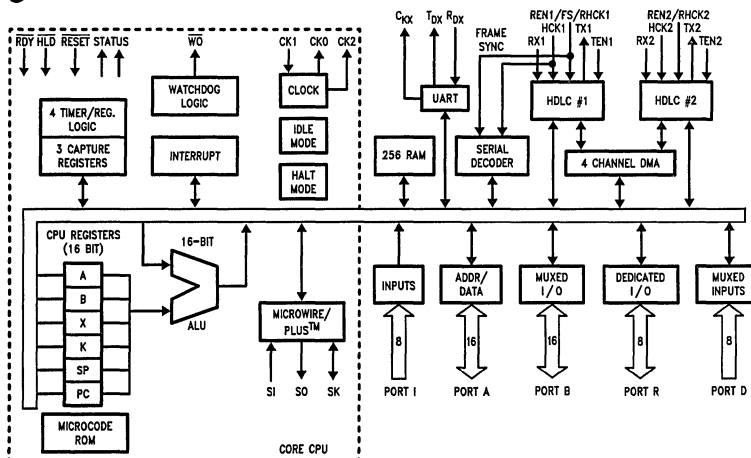 RDY HLD RESET STATUS
WO
CK1 CK0 CK2
CKX TDX RDX
FRAME
SYNC
REN1/FS/RHCK1
HCK1 TX1
RX1 TEN1
REN2/RHCK2
HCK2 TX2
RX2 TEN2
4 TIMER/REG.
LOGIC
3 CAPTURE
REGISTERS
WATCHDOG
LOGIC
INTERRUPT
CLOCK
IDLE
MODE
HALT
MODE
UART
256 RAM
SERIAL
DECODER
HDLC #1
HDLC #2
4 CHANNEL DMA
CPU REGISTERS
(16 BIT)
A
B
X
K
SP
PC
MICROCODE
ROM
16-BIT
ALU
MICROWIRE/
PLUS™
SI SO SK
CORE CPU
INPUTS
ADDR/
DATA
MUXED
I/O
DEDICATED
I/O
MUXED
INPUTS
8 16 16 8 8
PORT I PORT A PORT B PORT R PORT D